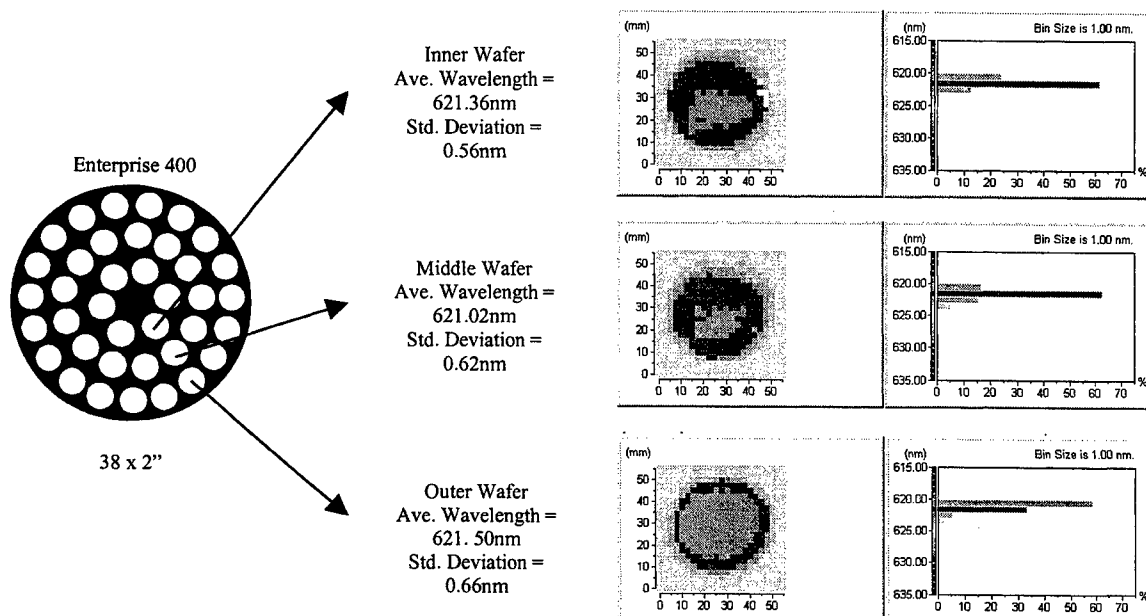 Enterprise 400
38 x 2”
Inner Wafer
Ave. Wavelength =
621.36nm
Std. Deviation =
0.56nm
Middle Wafer
Ave. Wavelength =
621.02nm
Std. Deviation =
0.62nm
Outer Wafer
Ave. Wavelength =
621. 50nm
Std. Deviation =
0.66nm
(mm)
50
40
30
20
10
0
0 10 20 30 40 50
(nm) Bin Size is 1.00 nm.
615.00
620.00
625.00
630.00
635.00
0 10 20 30 40 50 60 70 %
(mm)
50
40
30
20
10
0
0 10 20 30 40 50
(nm) Bin Size is 1.00 nm.
615.00
620.00
625.00
630.00
635.00
0 10 20 30 40 50 60 70 %
(mm)
50
40
30
20
10
0
0 10 20 30 40 50
(nm) Bin Size is 1.00 nm.
615.00
620.00
625.00
630.00
635.00
0 10 20 30 40 50 60 70 %